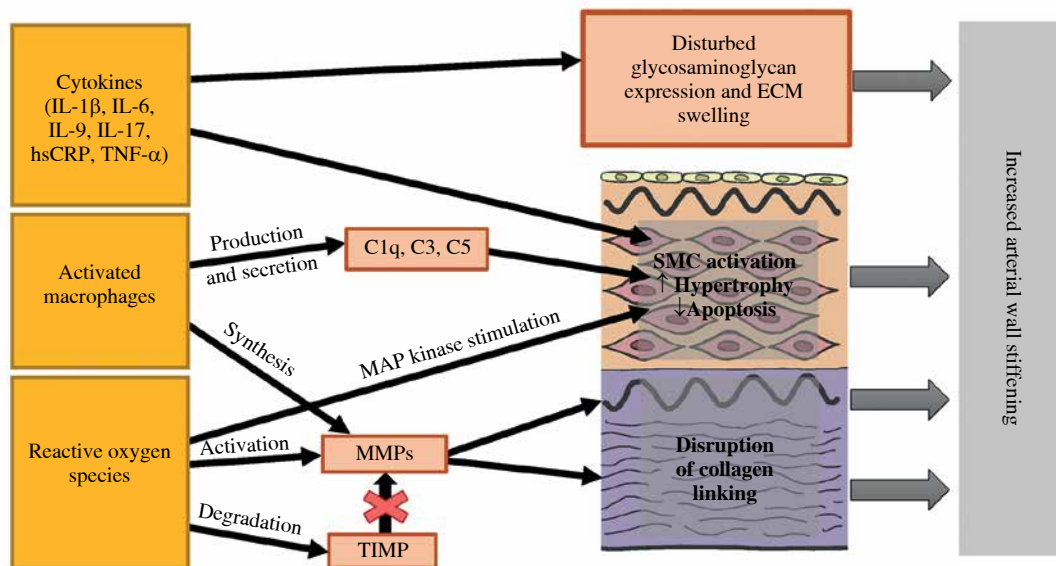 Cytokines
(IL-1β, IL-6,
IL-9, IL-17,
hsCRP, TNF-α)
Disturbed
glycosaminoglycan
expression and ECM
swelling
Activated
macrophages
Production
and secretion
C1q, C3, C5
SMC activation
↑ Hypertrophy
↓Apoptosis
Synthesis
MAP kinase stimulation
Reactive oxygen
species
Activation
MMPs
Degradation
TIMP
Disruption
of collagen
linking
Increased arterial wall stiffening